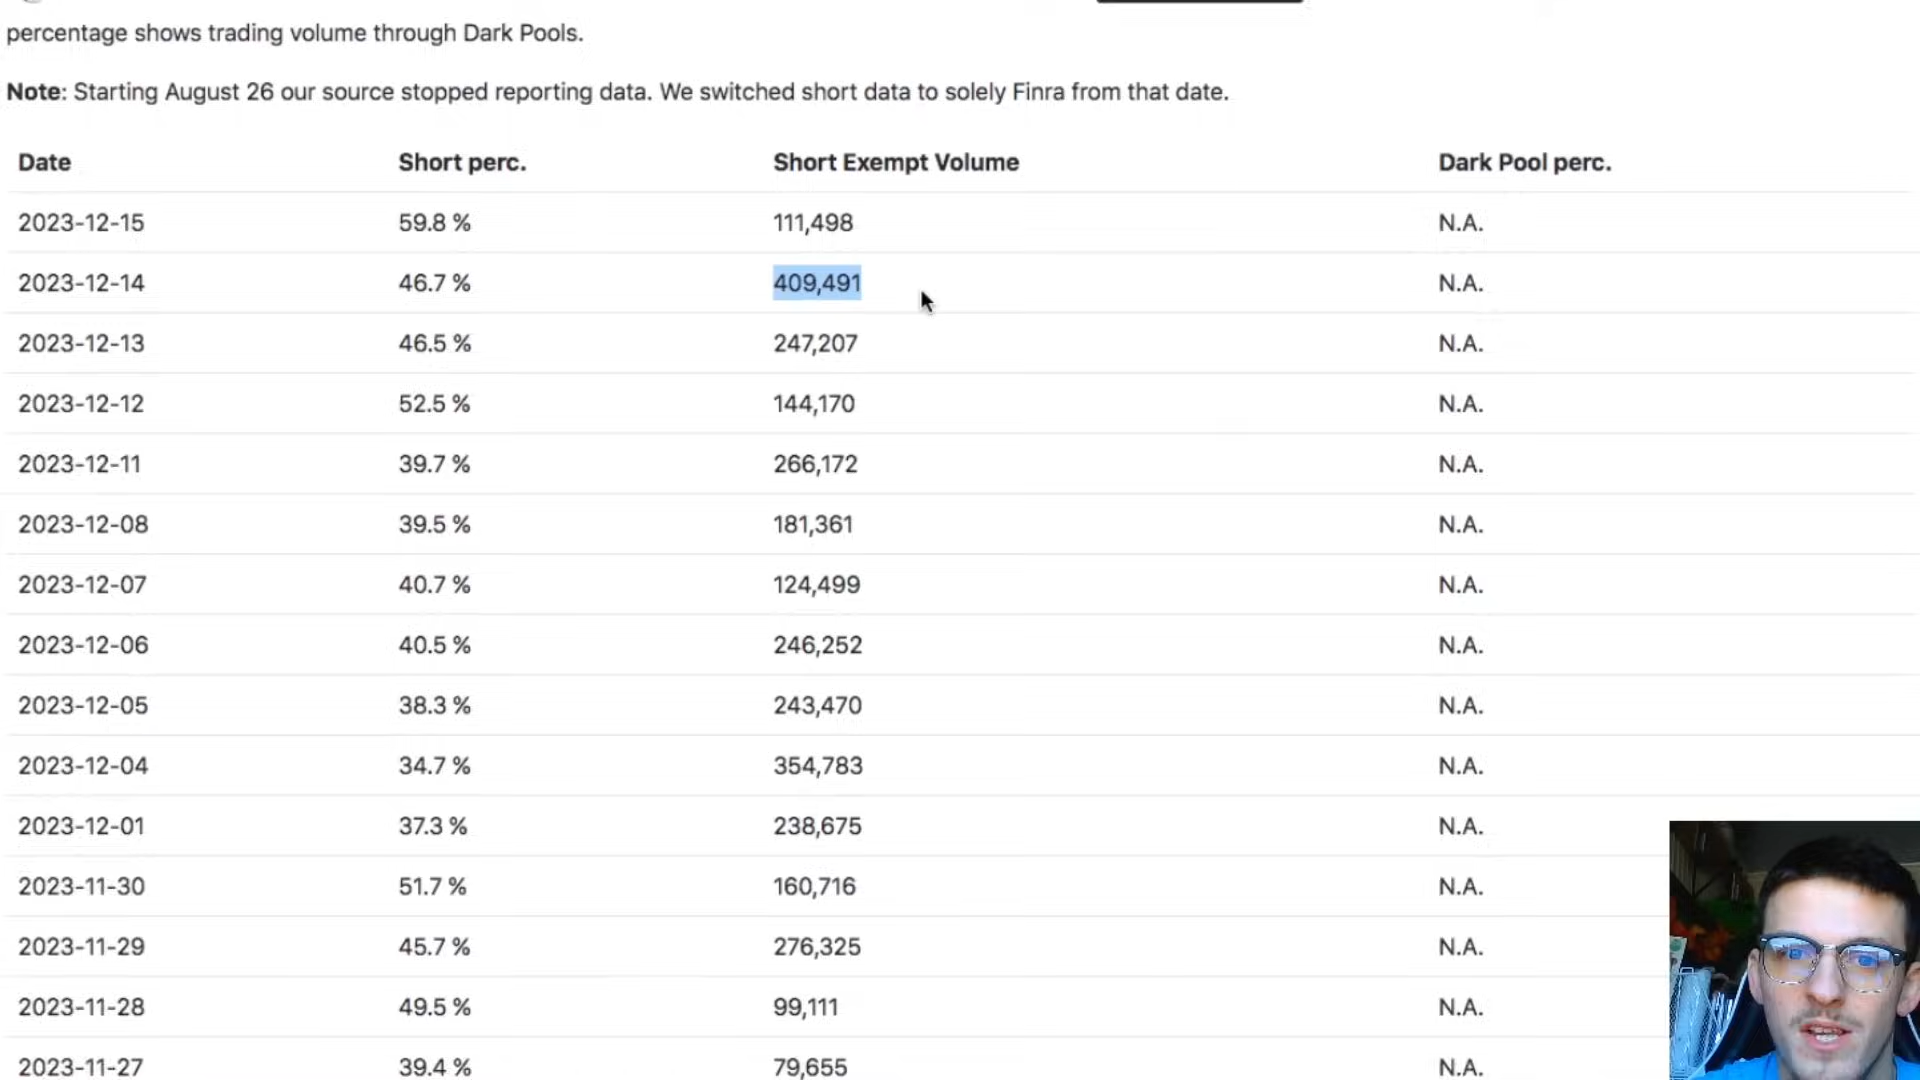 percentage shows trading volume through Dark Pools.
Note: Starting August 26 our source stopped reporting data. We switched short data to solely Finra from that date.
Date Short perc. Short Exempt Volume Dark Pool perc.
2023-12-15 59.8 % 111,498 N.A.
2023-12-14 46.7 % 409,491 N.A.
2023-12-13 46.5 % 247,207 N.A.
2023-12-12 52.5 % 144,170 N.A.
2023-12-11 39.7 % 266,172 N.A.
2023-12-08 39.5 % 181,361 N.A.
2023-12-07 40.7 % 124,499 N.A.
2023-12-06 40.5 % 246,252 N.A.
2023-12-05 38.3 % 243,470 N.A.
2023-12-04 34.7 % 354,783 N.A.
2023-12-01 37.3 % 238,675 N.A.
2023-11-30 51.7 % 160,716 N.A.
2023-11-29 45.7 % 276,325 N.A.
2023-11-28 49.5 % 99,111 N.A.
2023-11-27 39.4 % 79,655 N.A.